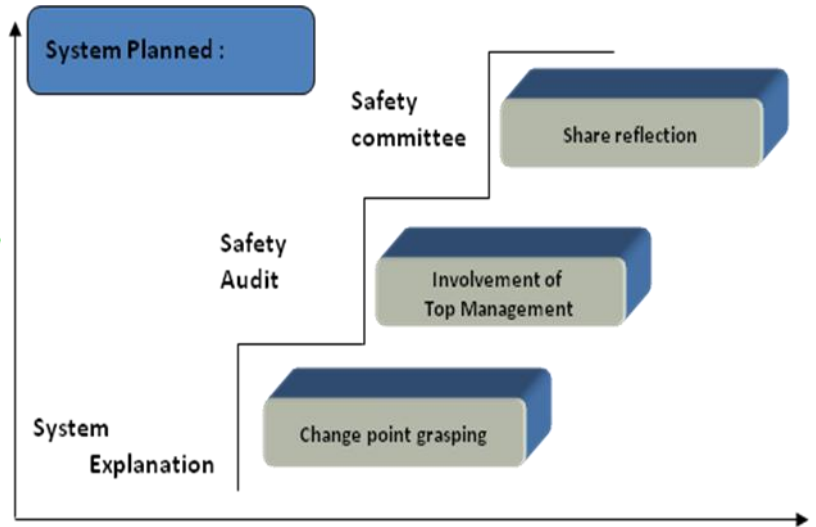 System Planned :
Safety
committee
Share reflection
Safety
Audit
Involvement of
Top Management
System
Explanation
Change point grasping